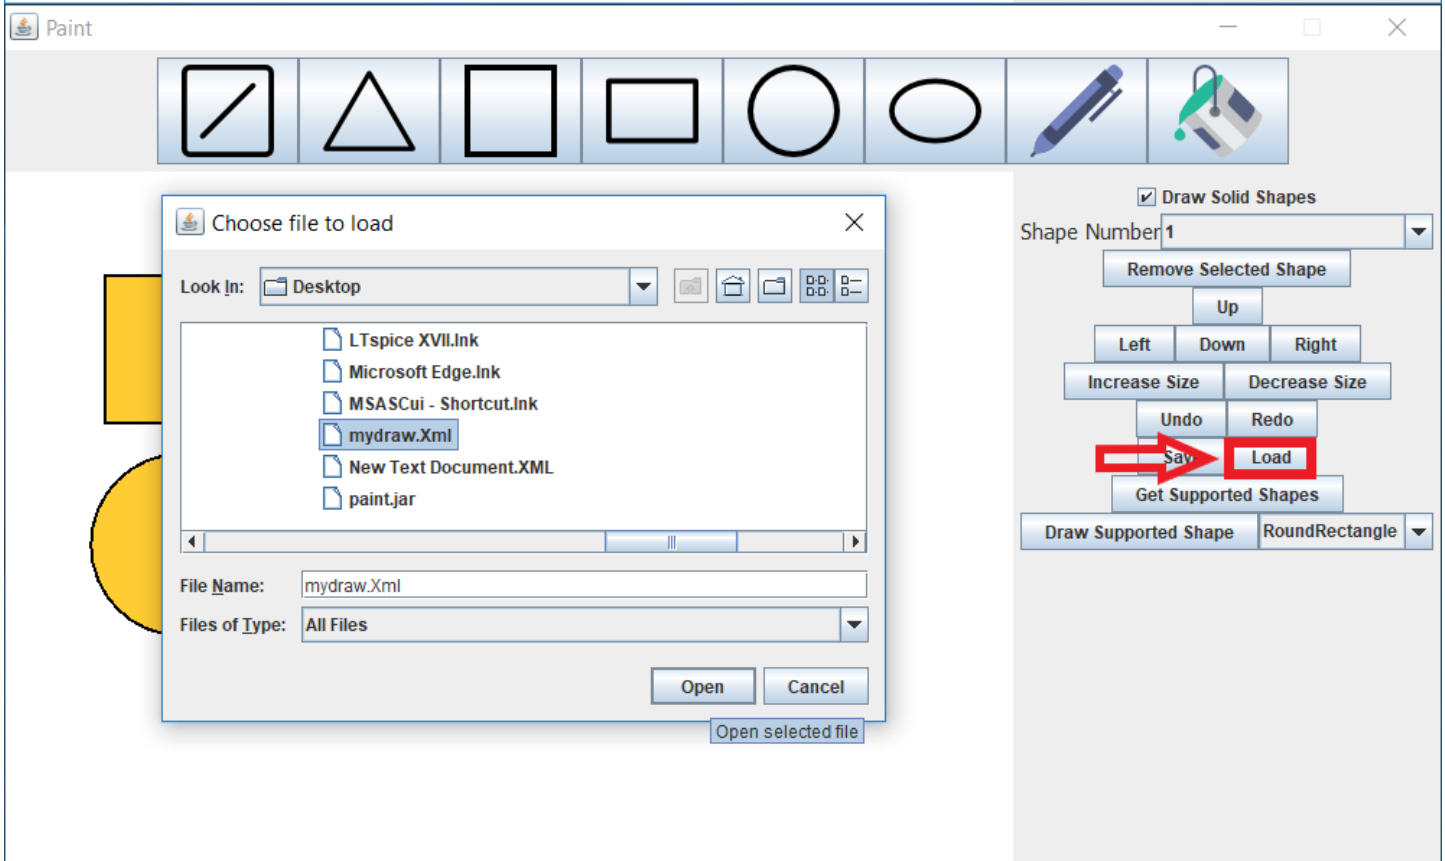 Paint
Draw Solid Shapes
Shape Number 1
Remove Selected Shape
Up
Left Down Right
Increase Size Decrease Size
Undo Redo
Save Load
Get Supported Shapes
Draw Supported Shape RoundRectangle
Choose file to load
Look In: Desktop
LTspice XVII.lnk
Microsoft Edge.lnk
MSASCui - Shortcut.lnk
mydraw.Xml
New Text Document.XML
paint.jar
File Name: mydraw.Xml
Files of Type: All Files
Open Cancel
Open selected file